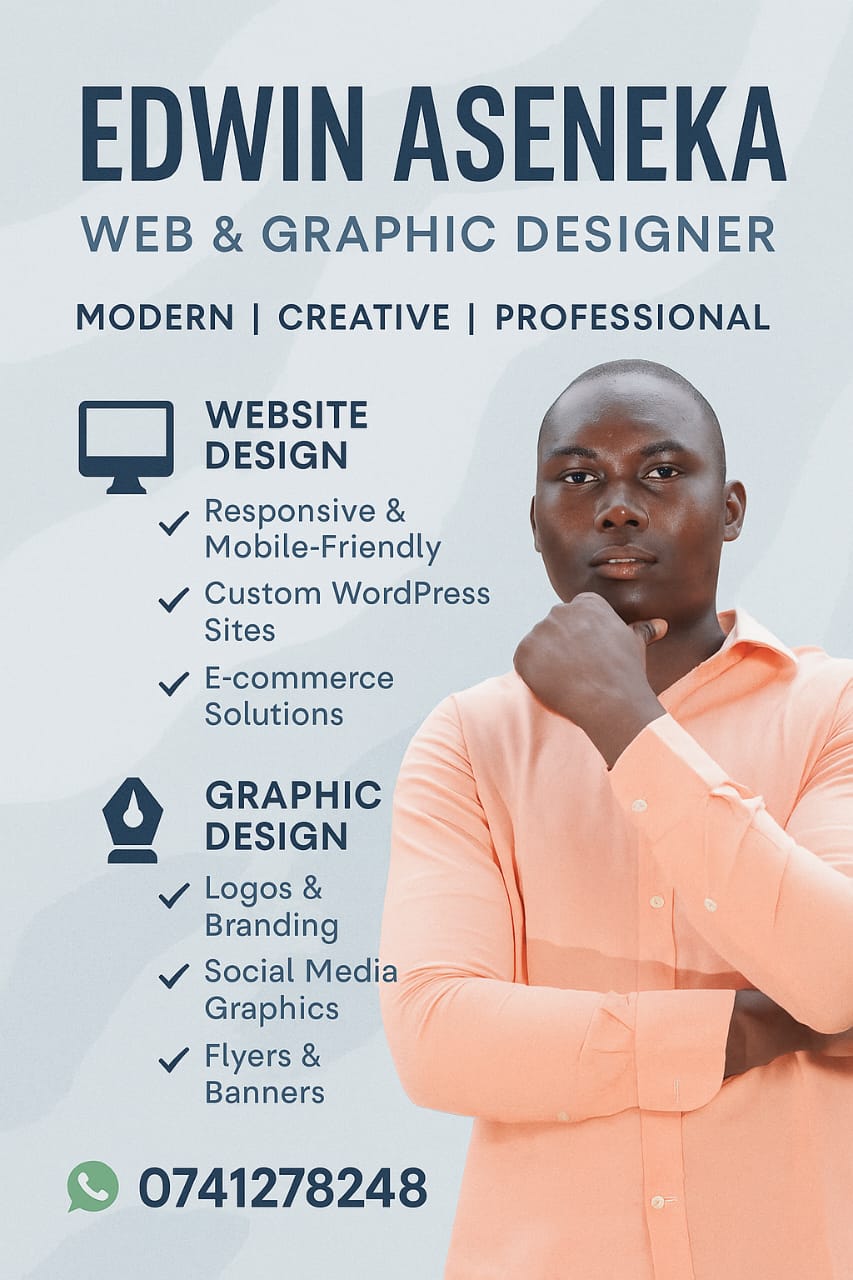 EDWIN ASENEKA
WEB & GRAPHIC DESIGNER
MODERN | CREATIVE | PROFESSIONAL
WEBSITE
DESIGN
Responsive &
Mobile-Friendly
Custom WordPress
Sites
E-commerce
Solutions
GRAPHIC
DESIGN
Logos &
Branding
Social Media
Graphics
Flyers &
Banners
0741278248